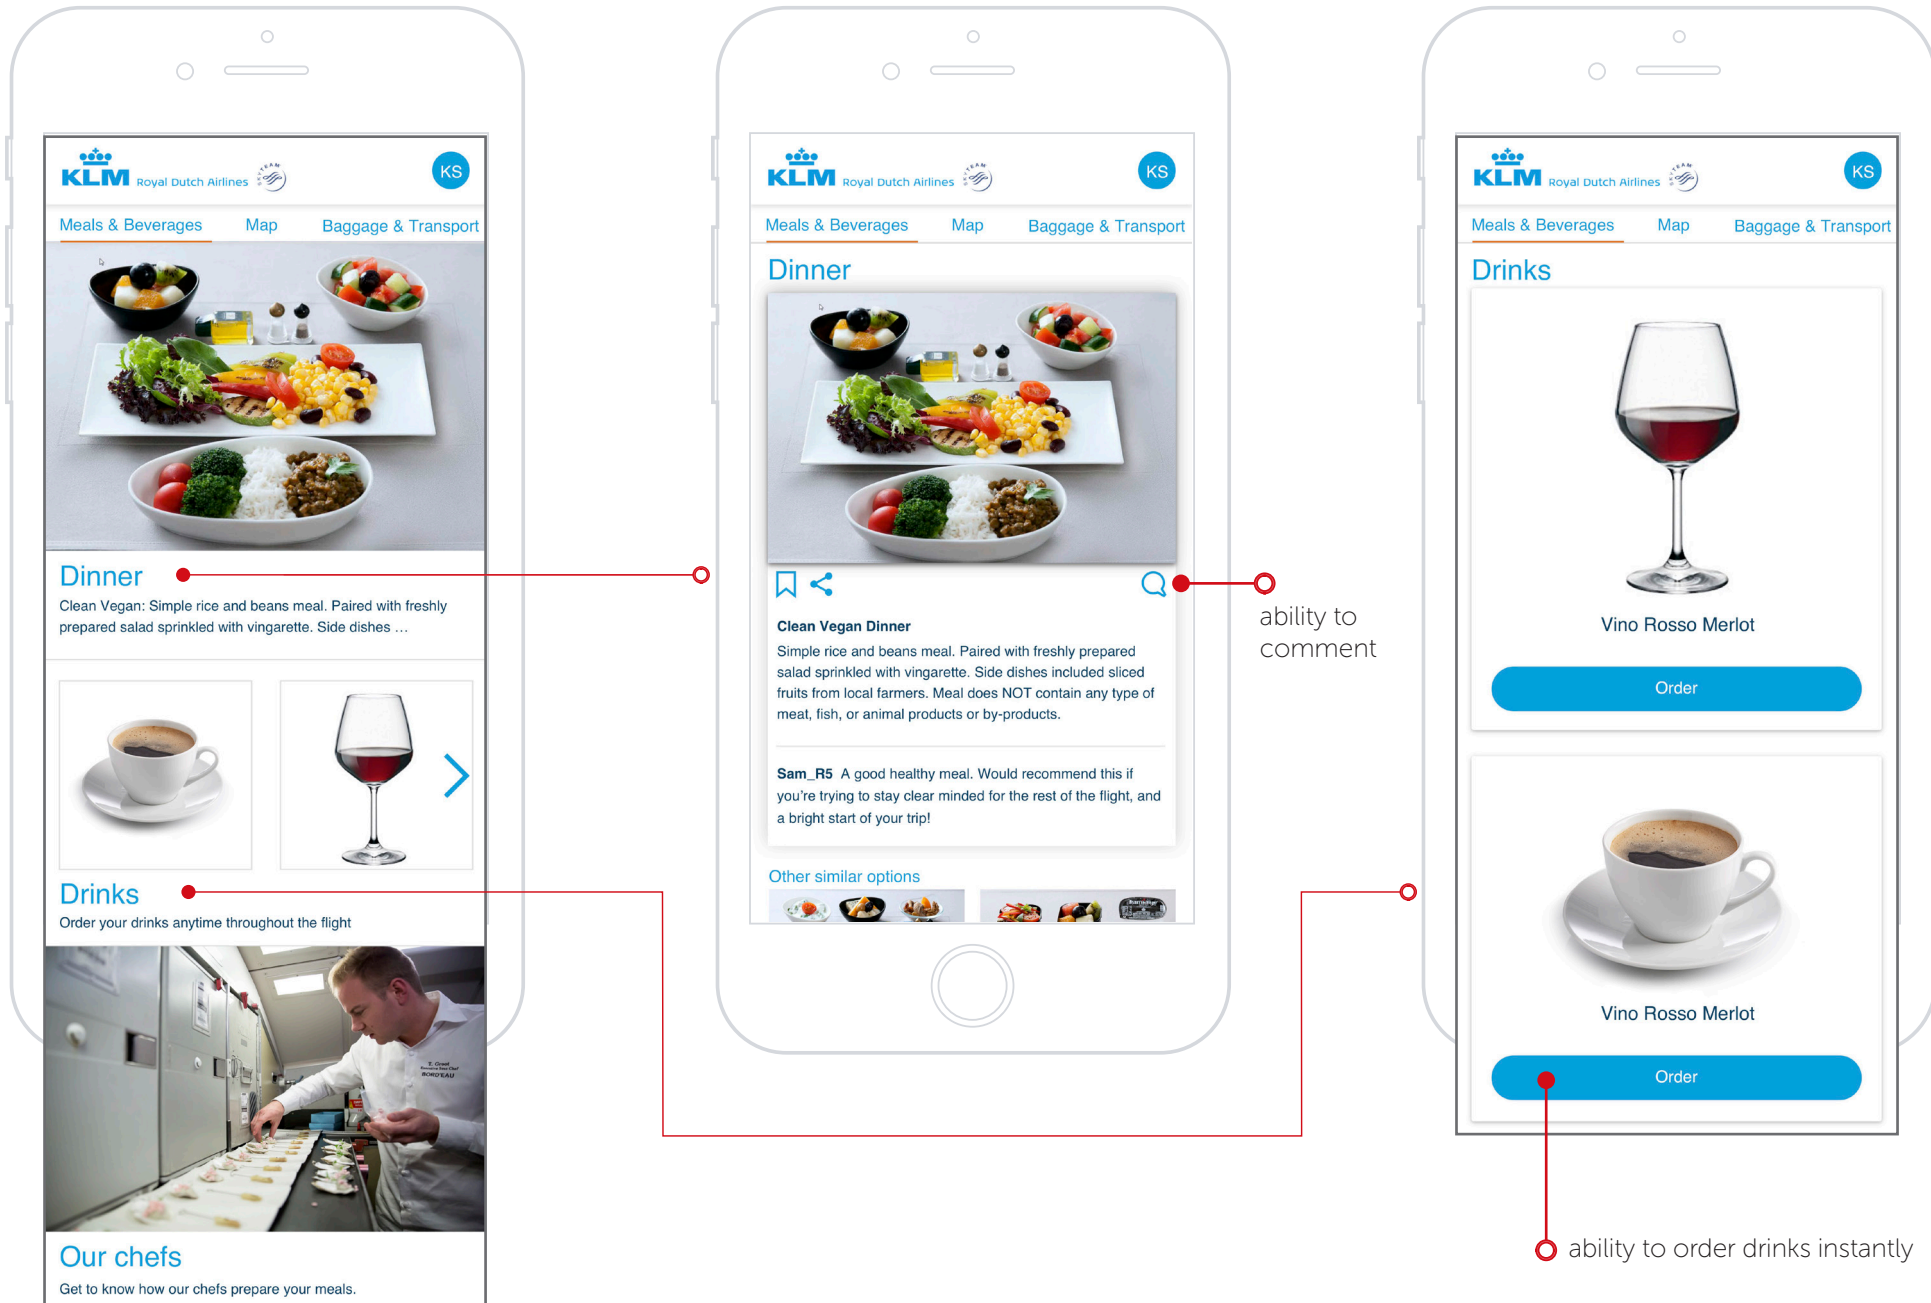 KLM Royal Dutch Airlines
KS
Meals & Beverages Map Baggage & Transport
Dinner
Clean Vegan: Simple rice and beans meal. Paired with freshly
prepared salad sprinkled with vingarette. Side dishes ...
Drinks
Order your drinks anytime throughout the flight
BORD'EAU
Our chefs
Get to know how our chefs prepare your meals.
KLM Royal Dutch Airlines
KS
Meals & Beverages Map Baggage & Transport
Dinner
ability to
comment
Clean Vegan Dinner
Simple rice and beans meal. Paired with freshly prepared
salad sprinkled with vingarette. Side dishes included sliced
fruits from local farmers. Meal does NOT contain any type of
meat, fish, or animal products or by-products.
Sam_R5 A good healthy meal. Would recommend this if
you're trying to stay clear minded for the rest of the flight, and
a bright start of your trip!
Other similar options
KLM Royal Dutch Airlines
KS
Meals & Beverages Map Baggage & Transport
Drinks
Vino Rosso Merlot
Order
Vino Rosso Merlot
Order
ability to order drinks instantly